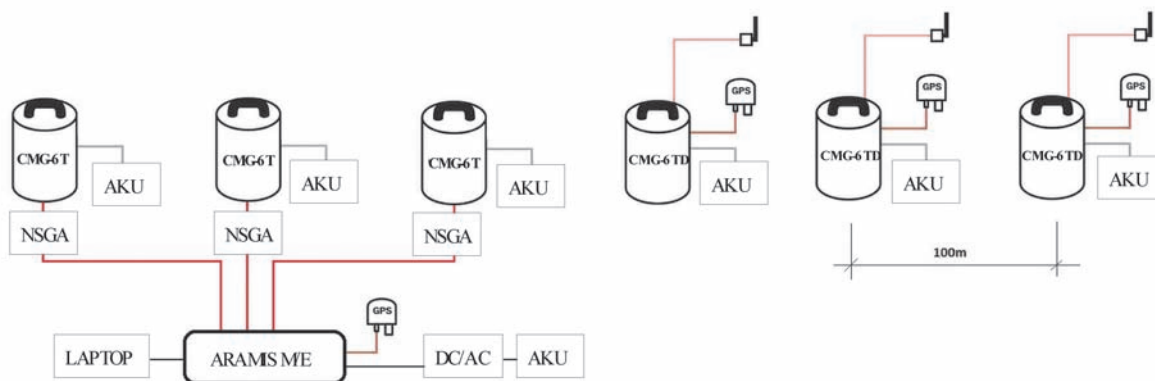 CMG-6T
AKU
NSGA
CMG-6T
AKU
NSGA
CMG-6T
AKU
NSGA
GPS
LAPTOP
ARAMIS M/E
DC/AC
AKU
GPS
CMG-6TD
AKU
GPS
CMG-6TD
AKU
GPS
CMG-6TD
AKU
100m